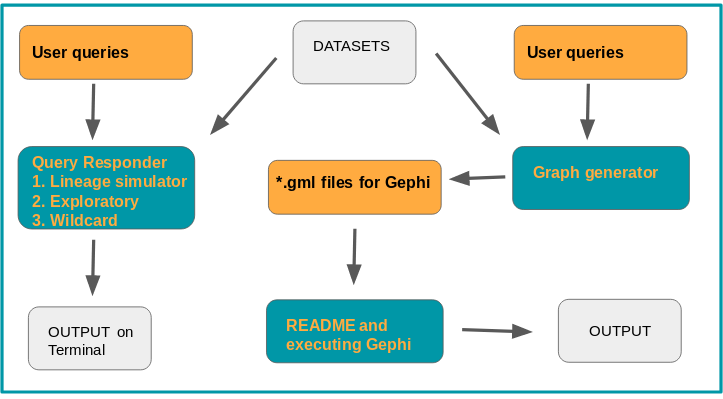 User queries
DATASETS
User queries
Query Responder
1. Lineage simulator
2. Exploratory
3. Wildcard
*.gml files for Gephi
Graph generator
OUTPUT on
Terminal
README and
executing Gephi
OUTPUT